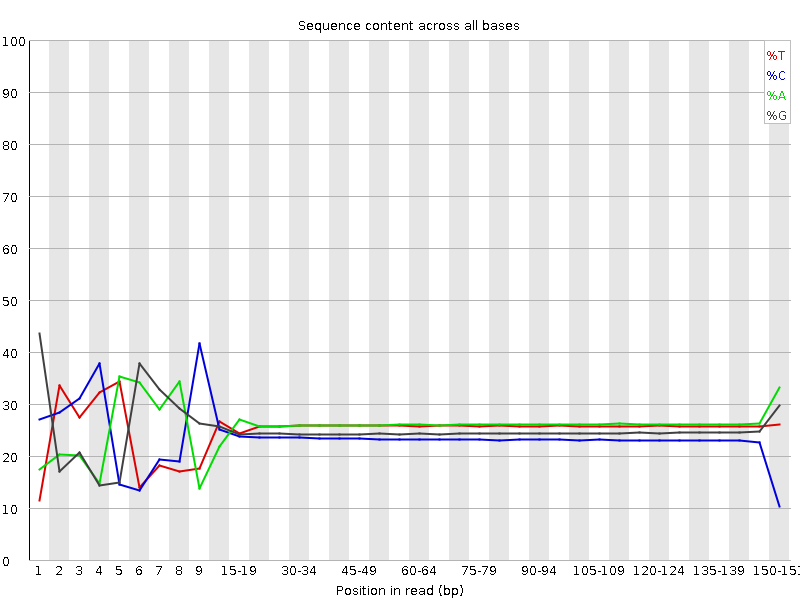 Sequence content across all bases
100
90
80
70
60
50
40
30
20
10
0
%T
%C
%A
%G
1 2 3 4 5 6 7 8 9 15-19 30-34 45-49 60-64 75-79 90-94 105-109 120-124 135-139 150-151
Position in read (bp)